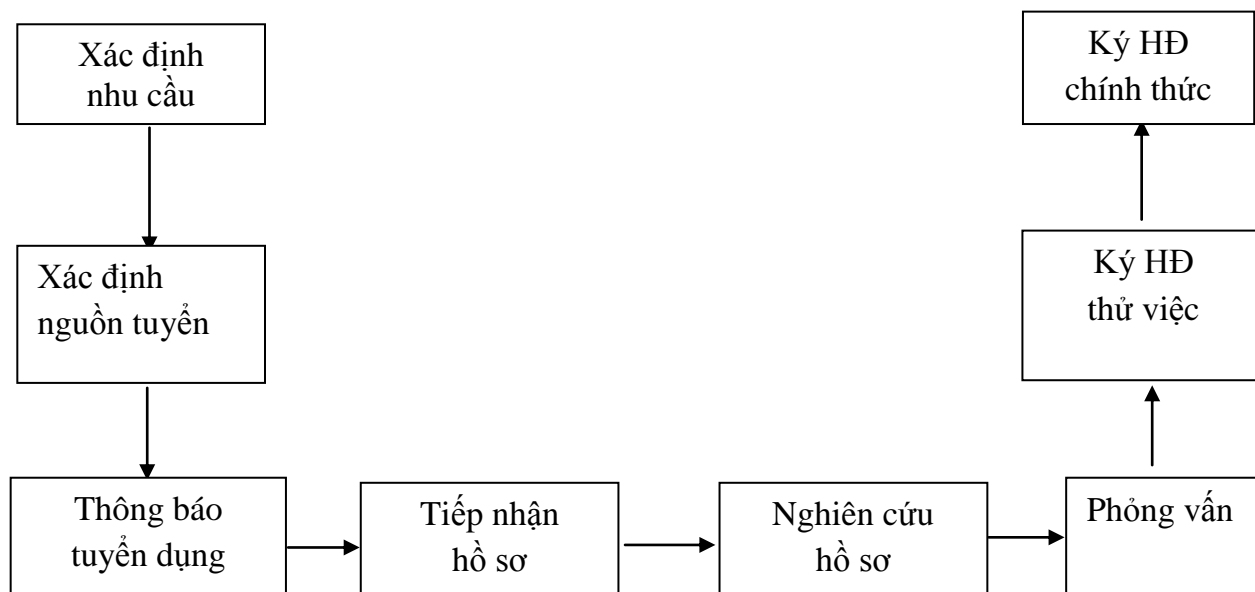 Xác định
nhu cầu
Xác định
nguồn tuyển
Thông báo
tuyển dụng
Tiếp nhận
hồ sơ
Nghiên cứu
hồ sơ
Phỏng vấn
Ký HĐ
thử việc
Ký HĐ
chính thức